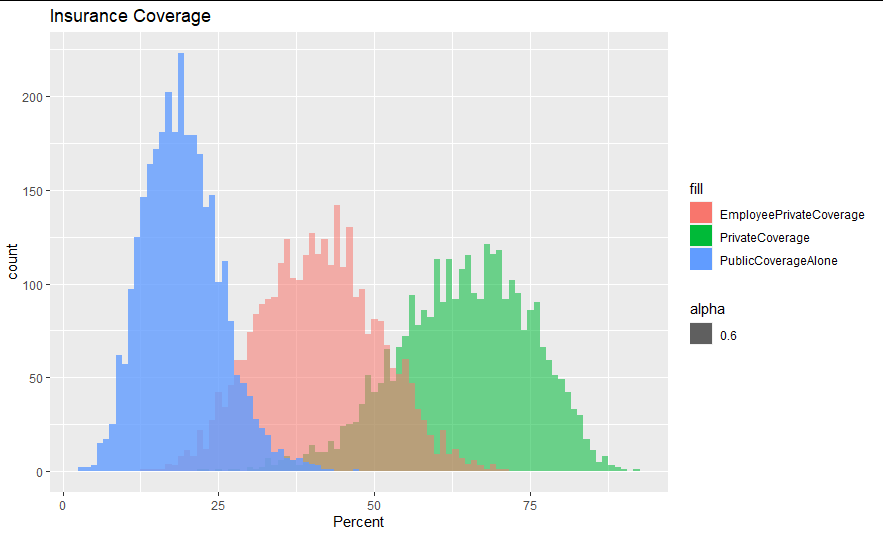 Insurance Coverage
200
150
100
50
0
count
0 25 50 75
Percent
fill
EmployeePrivateCoverage
PrivateCoverage
PublicCoverageAlone
alpha
0.6